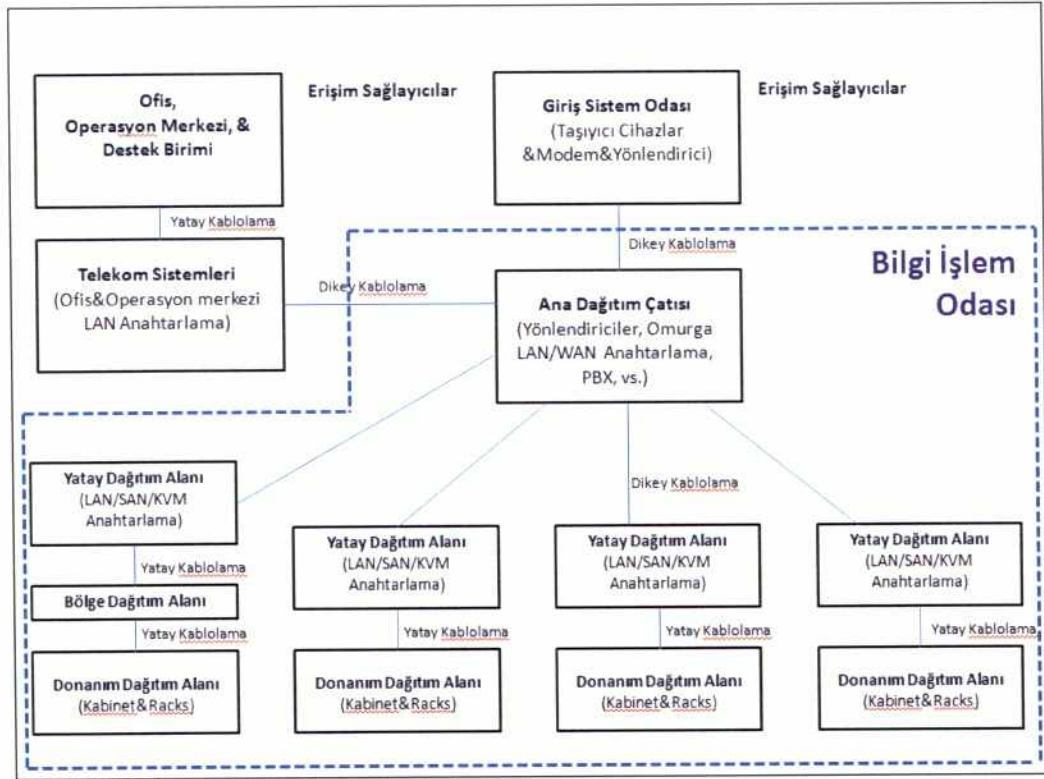 Ofis,
Operasyon Merkezi, &
Destek Birimi
Erişim Sağlayıcılar
Giriş Sistem Odası
(Taşıyıcı Cihazlar
&Modem&Yönlendirici)
Erişim Sağlayıcılar
Yatay Kablolama
Dikey Kablolama
Telekom Sistemleri
(Ofis&Operasyon merkezi
LAN Anahtarlama)
Dikey Kablolama
Ana Dağıtım Çatısı
(Yönlendiriciler, Omurga
LAN/WAN Anahtarlama,
PBX, vs.)
Bilgi İşlem
Odası
Yatay Dağıtım Alanı
(LAN/SAN/KVM
Anahtarlama)
Dikey Kablolama
Yatay Dağıtım Alanı
(LAN/SAN/KVM
Anahtarlama)
Yatay Dağıtım Alanı
(LAN/SAN/KVM
Anahtarlama)
Yatay Dağıtım Alanı
(LAN/SAN/KVM
Anahtarlama)
Yatay Kablolama
Bölge Dağıtım Alanı
Yatay Kablolama
Yatay Kablolama
Yatay Kablolama
Yatay Kablolama
Donanım Dağıtım Alanı
(Kabinet&Racks)
Donanım Dağıtım Alanı
(Kabinet&Racks)
Donanım Dağıtım Alanı
(Kabinet&Racks)
Donanım Dağıtım Alanı
(Kabinet&Racks)